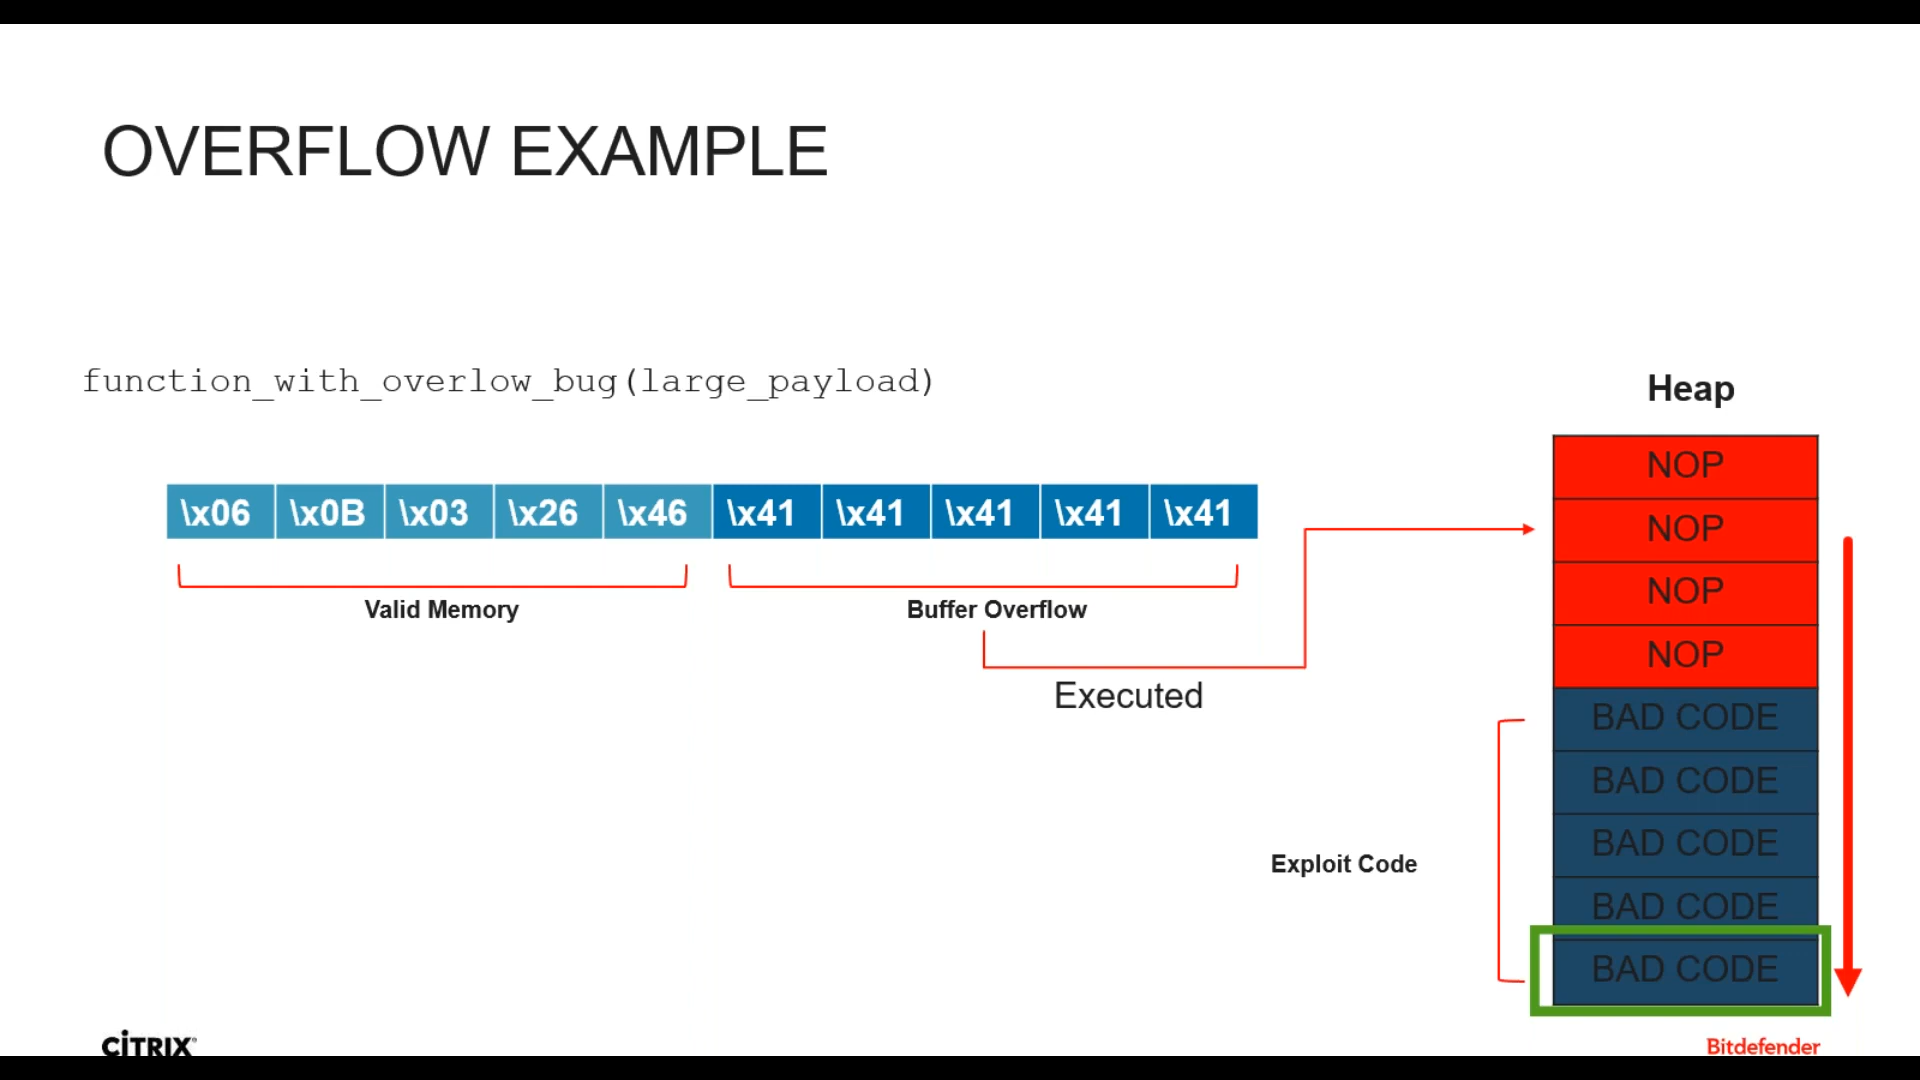 OVERFLOW EXAMPLE
function_with_overlow_bug(large_payload)
\x06 \x0B \x03 \x26 \x46 \x41 \x41 \x41 \x41 \x41
Valid Memory
Buffer Overflow
Executed
Heap
NOP
NOP
NOP
NOP
BAD CODE
BAD CODE
BAD CODE
BAD CODE
BAD CODE
Exploit Code
CITRIX®
Bitdefender